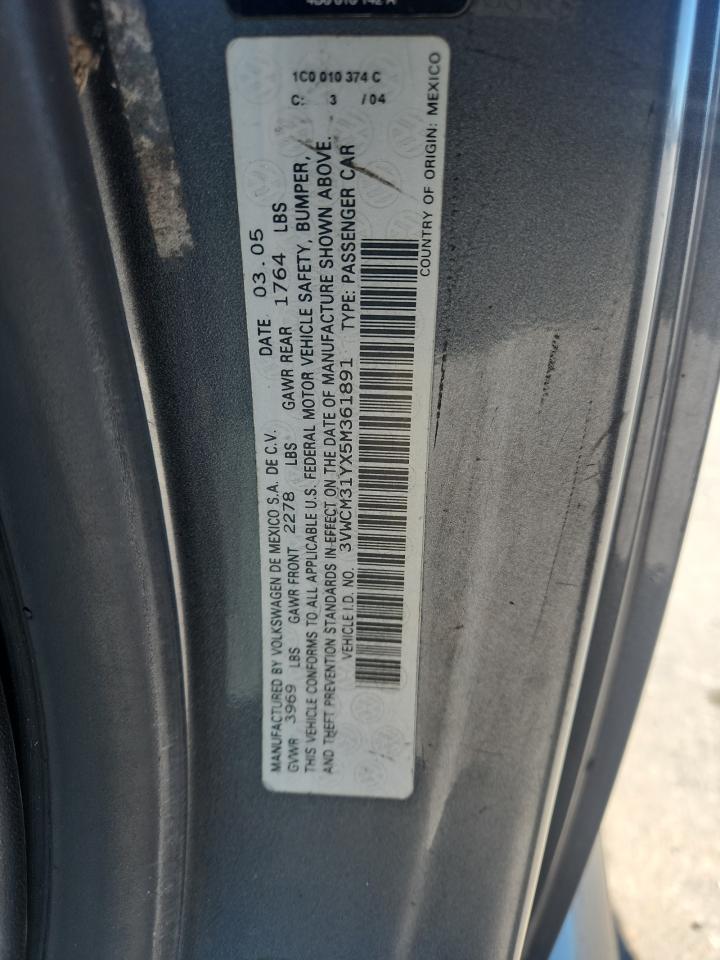 1C0 010 374 C
C: 3 /04
MANUFACTURED BY VOLKSWAGEN DE MEXICO S.A. DE C.V. DATE 03.05
GVWR 3969 LBS GAWR FRONT 2278 LBS GAWR REAR 1764 LBS
THIS VEHICLE CONFORMS TO ALL APPLICABLE U.S. FEDERAL MOTOR VEHICLE SAFETY, BUMPER,
AND THEFT PREVENTION STANDARDS IN EFFECT ON THE DATE OF MANUFACTURE SHOWN ABOVE.
VEHICLE I.D. NO. 3VWCM31YX5M361891 TYPE: PASSENGER CAR
COUNTRY OF ORIGIN: MEXICO